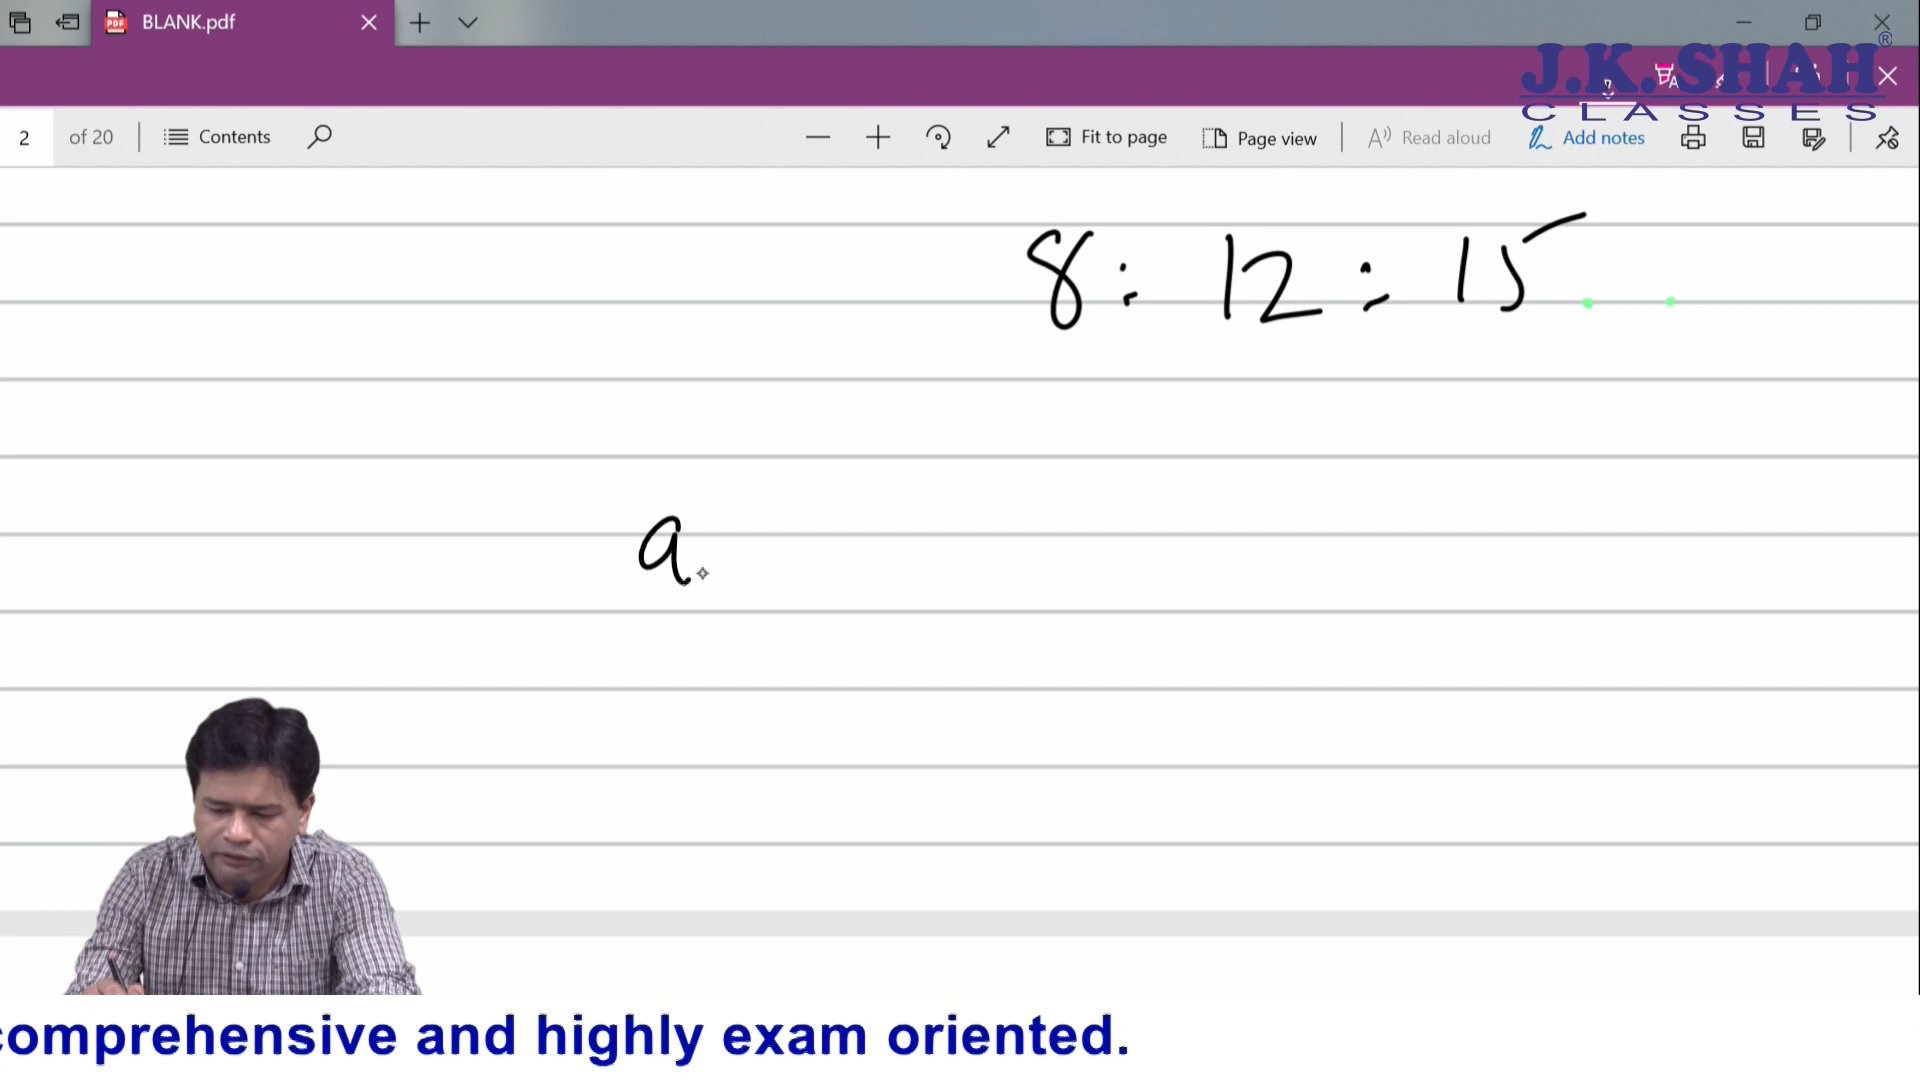 BLANK.pdf
J.K.SHAH®
CLASSES
2 of 20 Contents Fit to page Page view Read aloud Add notes
8 : 12 : 15
a
comprehensive and highly exam oriented.